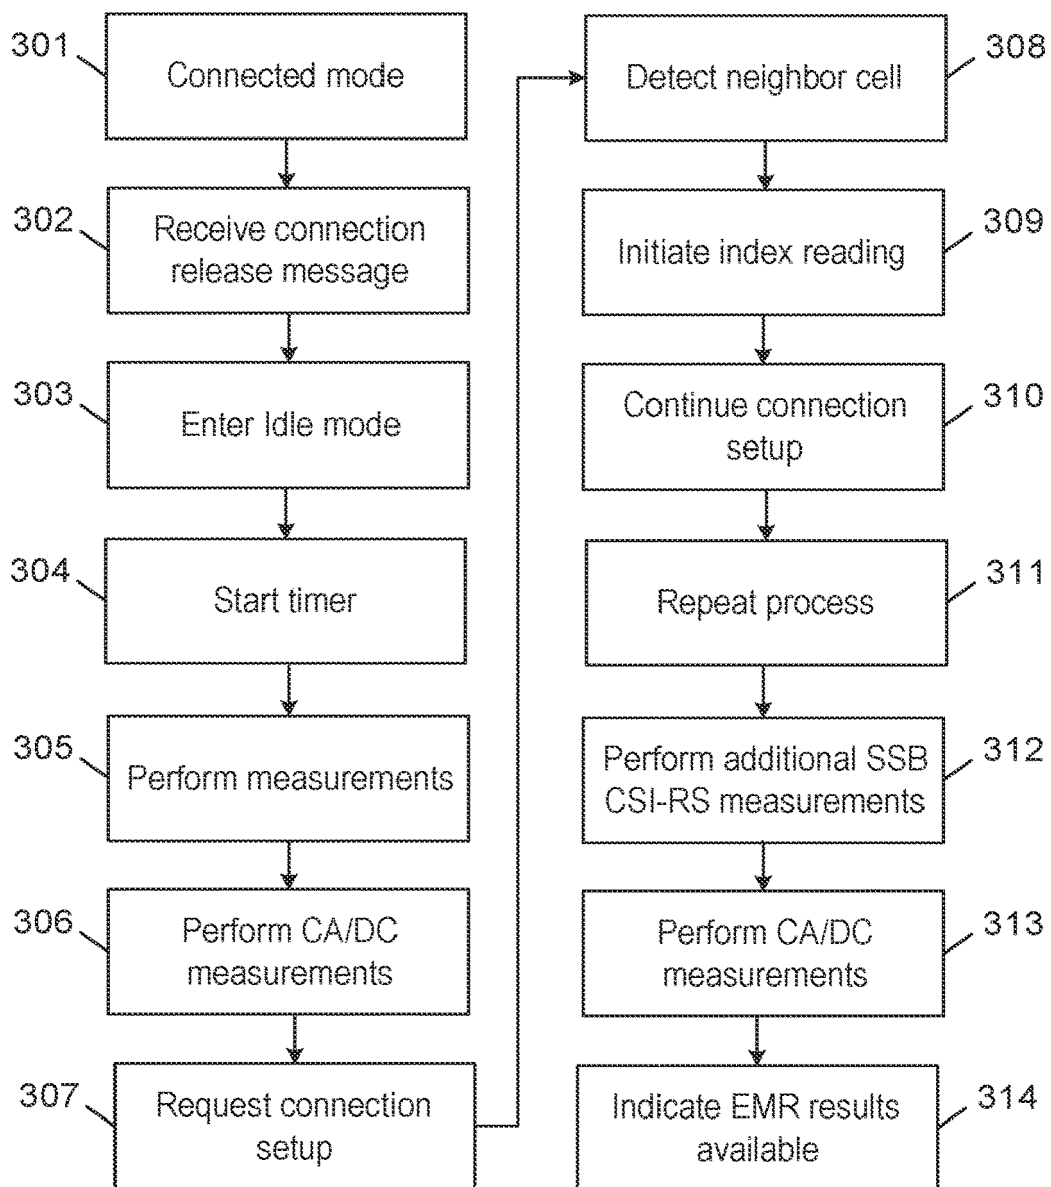 301
Connected mode
302
Receive connection
release message
303
Enter Idle mode
304
Start timer
305
Perform measurements
306
Perform CA/DC
measurements
307
Request connection
setup
308
Detect neighbor cell
309
Initiate index reading
310
Continue connection
setup
311
Repeat process
312
Perform additional SSB
CSI-RS measurements
313
Perform CA/DC
measurements
314
Indicate EMR results
available